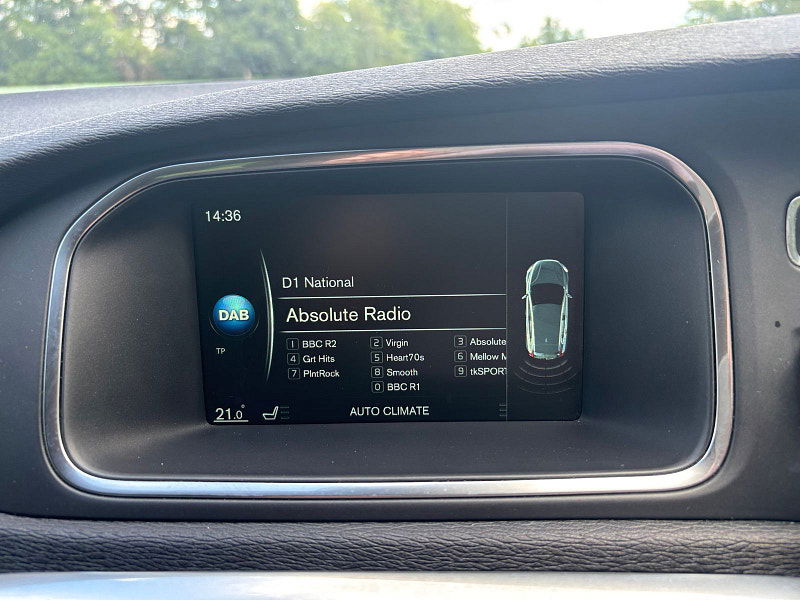 14:36
D1 National
DAB
Absolute Radio
TP
1 BBC R2 2 Virgin 3 Absolute
4 Grt Hits 5 Heart70s 6 Mellow M
7 PlntRock 8 Smooth 9 tkSPORT
0 BBC R1
21.0° AUTO CLIMATE